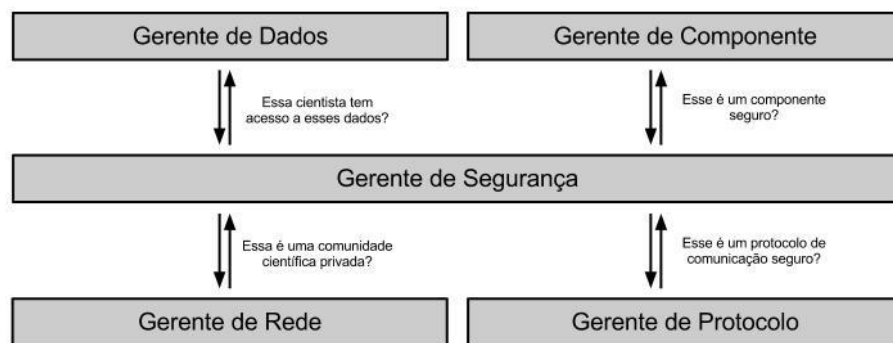 Gerente de Dados
Gerente de Componente
Essa cientista tem
acesso a esses dados?
Esse é um componente
seguro?
Gerente de Segurança
Essa é uma comunidade
científica privada?
Esse é um protocolo de
comunicação seguro?
Gerente de Rede
Gerente de Protocolo